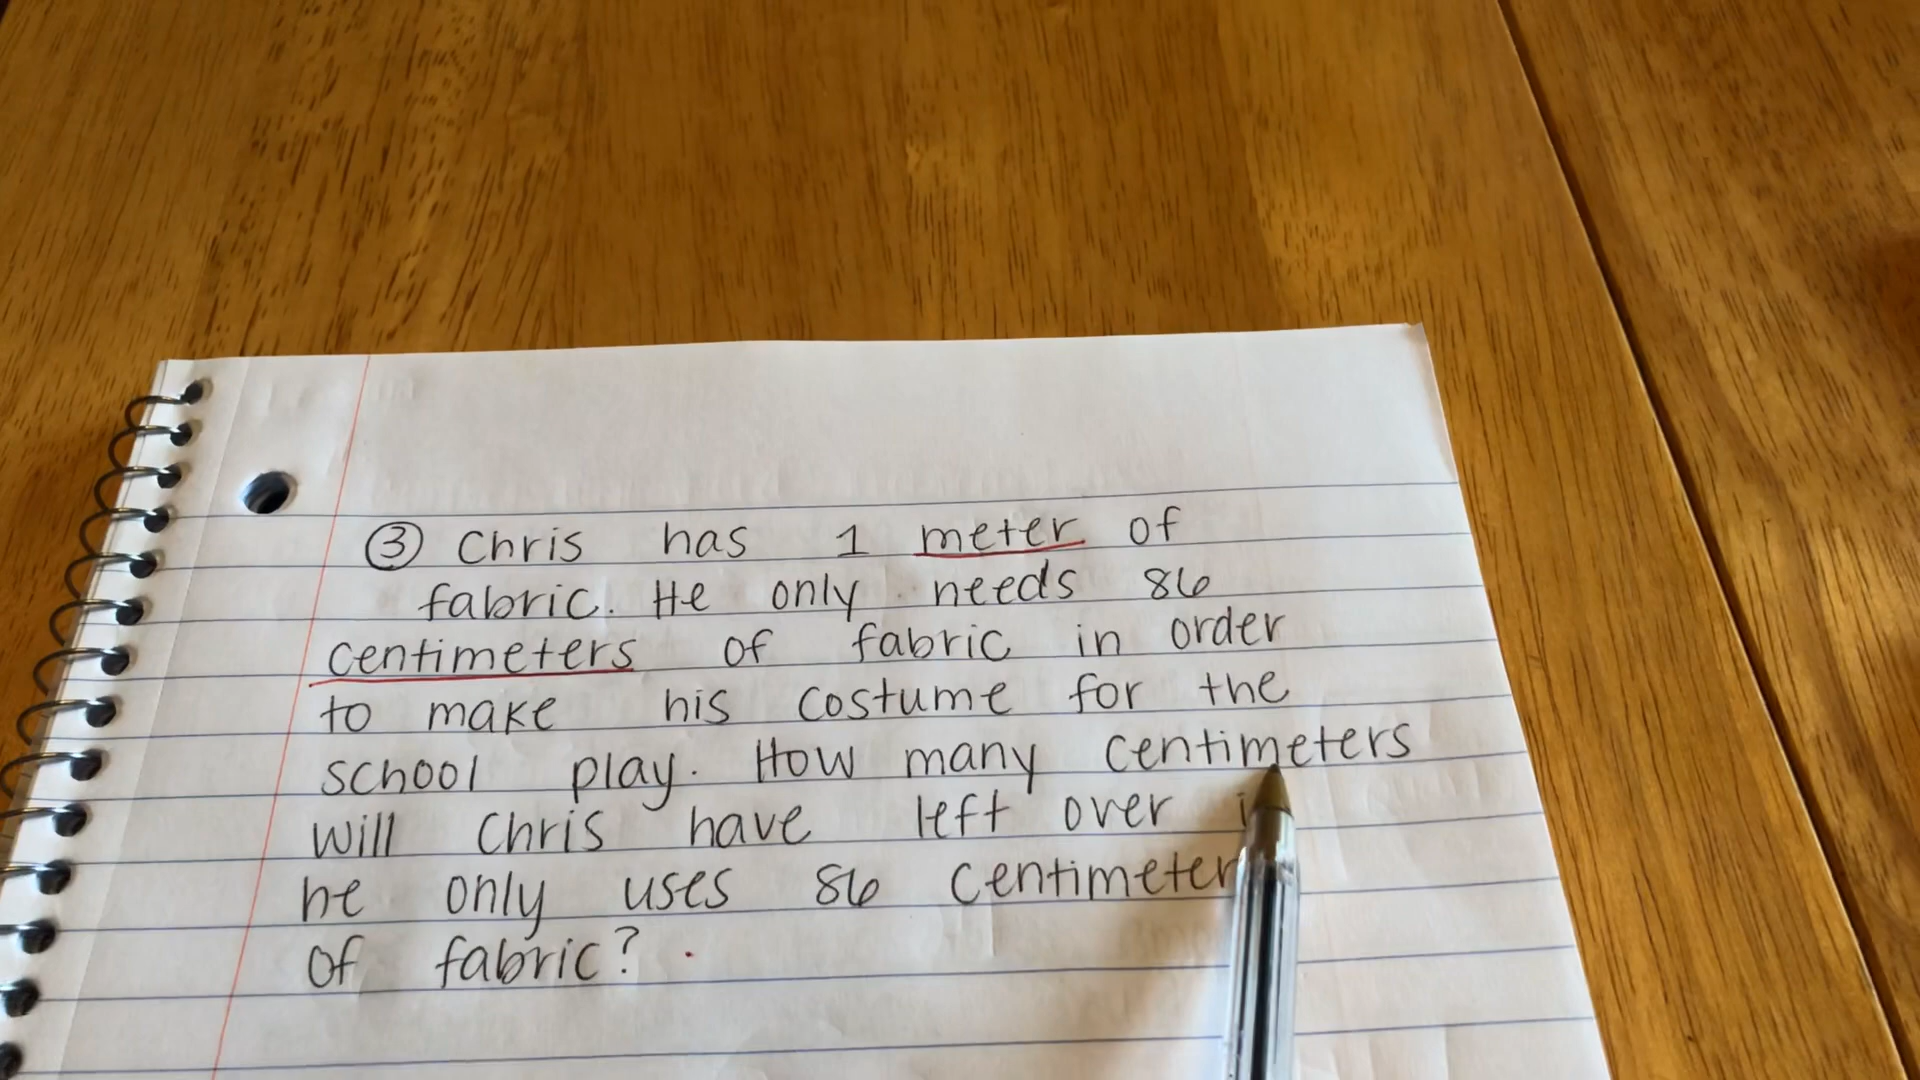 ③ Chris has 1 meter of
fabric. He only needs 86
centimeters of fabric in order
to make his costume for the
school play. How many centimeters
will Chris have left over
he only uses 86 centimeter
of fabric?